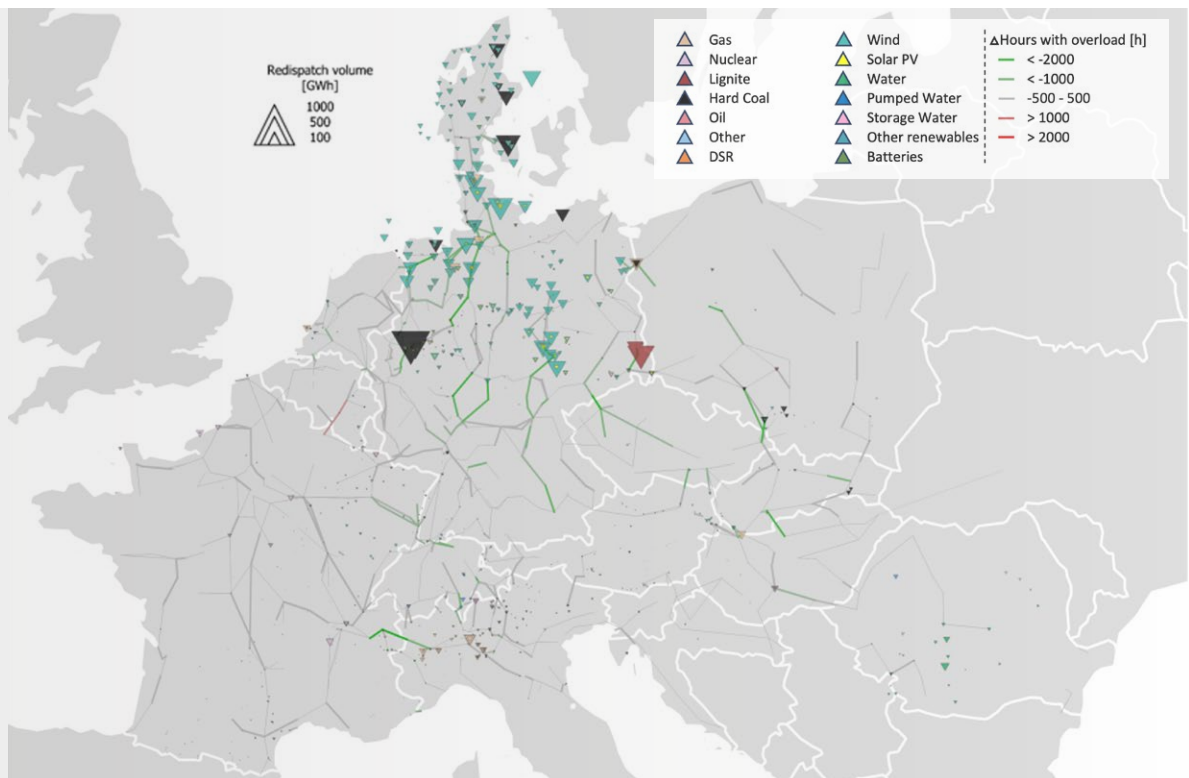 Redispatch volume
[GWh]
1000
500
100
Gas
Nuclear
Lignite
Hard Coal
Oil
Other
DSR
Wind
Solar PV
Water
Pumped Water
Storage Water
Other renewables
Batteries
ΔHours with overload [h]
< -2000
< -1000
-500 - 500
> 1000
> 2000